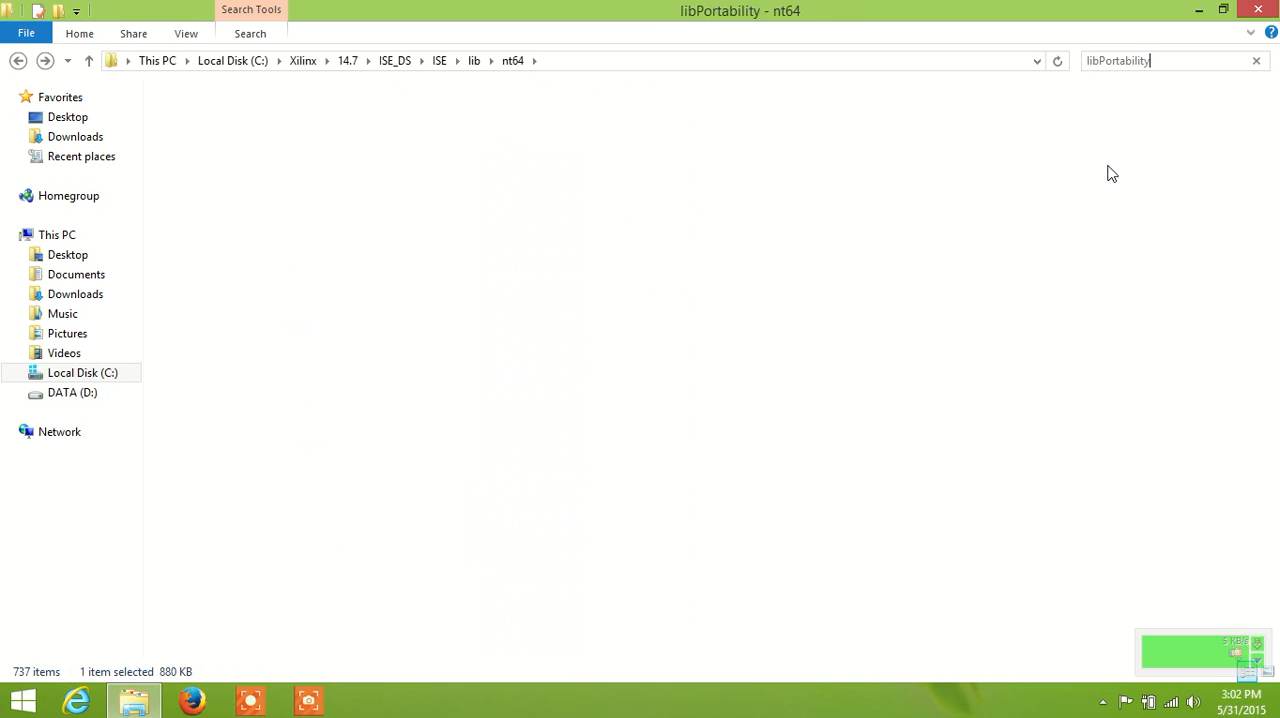 Search Tools
libPortability - nt64
File Home Share View Search
This PC Local Disk (C:) Xilinx 14.7 ISE_DS ISE lib nt64
libPortability
Favorites
Desktop
Downloads
Recent places
Homegroup
This PC
Desktop
Documents
Downloads
Music
Pictures
Videos
Local Disk (C:)
DATA (D:)
Network
5 KB/s
737 items 1 item selected 880 KB
3:02 PM
5/31/2015